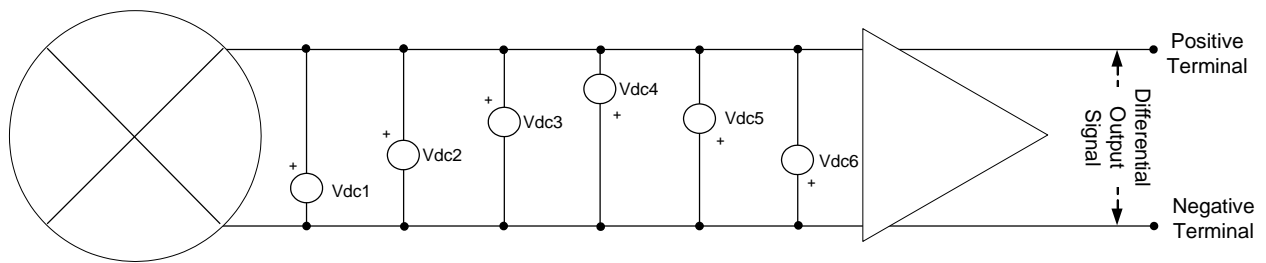 Positive
Terminal
+
Vdc1
+
Vdc2
+
Vdc3
Vdc4
+
Vdc5
+
Vdc6
+
Differential
Output
Signal
Negative
Terminal